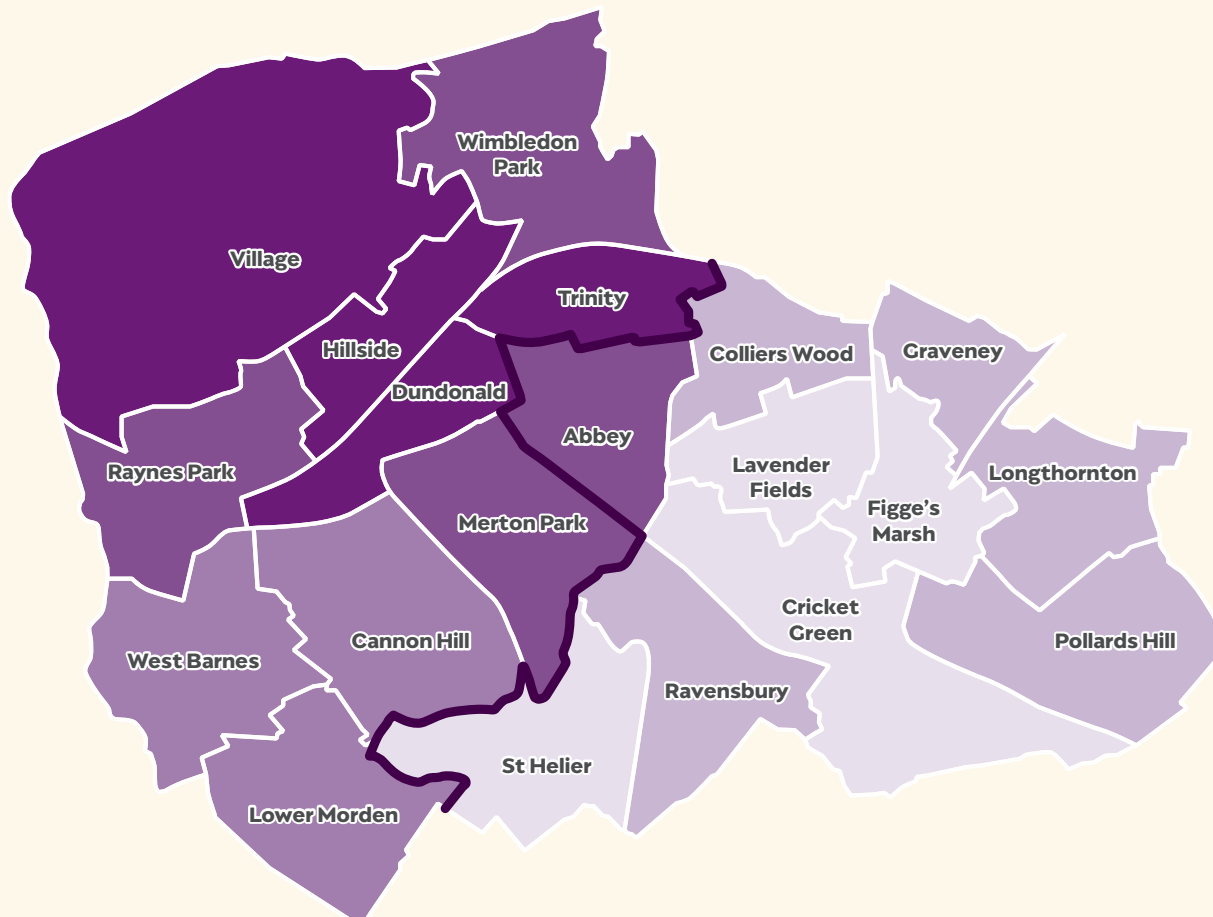 Wimbledon
Park
Village
Trinity
Hillside
Colliers Wood
Graveney
Dundonald
Abbey
Raynes Park
Lavender
Fields
Longthornton
Figge’s
Marsh
Merton Park
Cricket
Green
Cannon Hill
Pollards Hill
West Barnes
Ravensbury
St Helier
Lower Morden